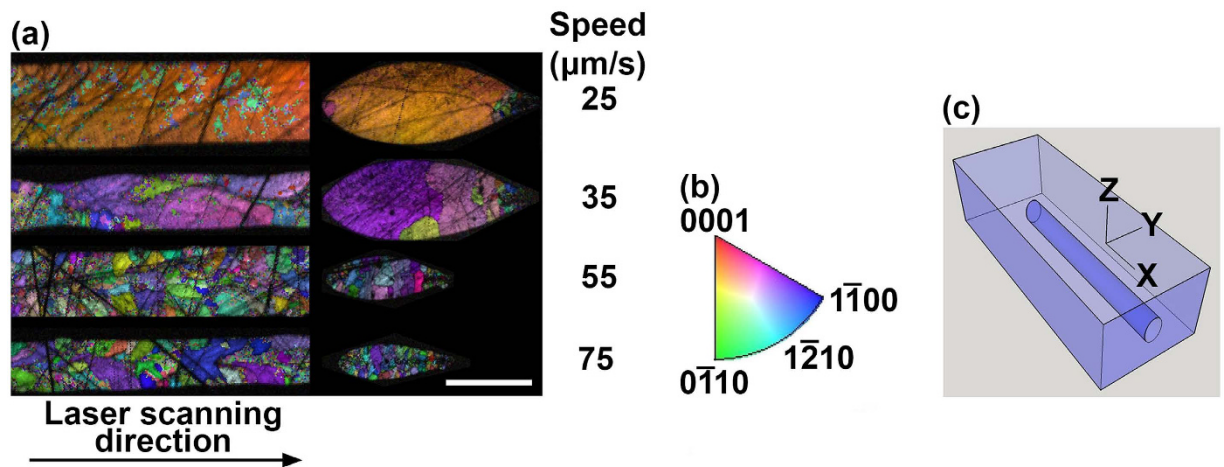 (a)
Speed
(µm/s)
25
35
55
75
Laser scanning
direction
(b)
0001
11̄00
12̄10
01̄10
(c)
Z
Y
X